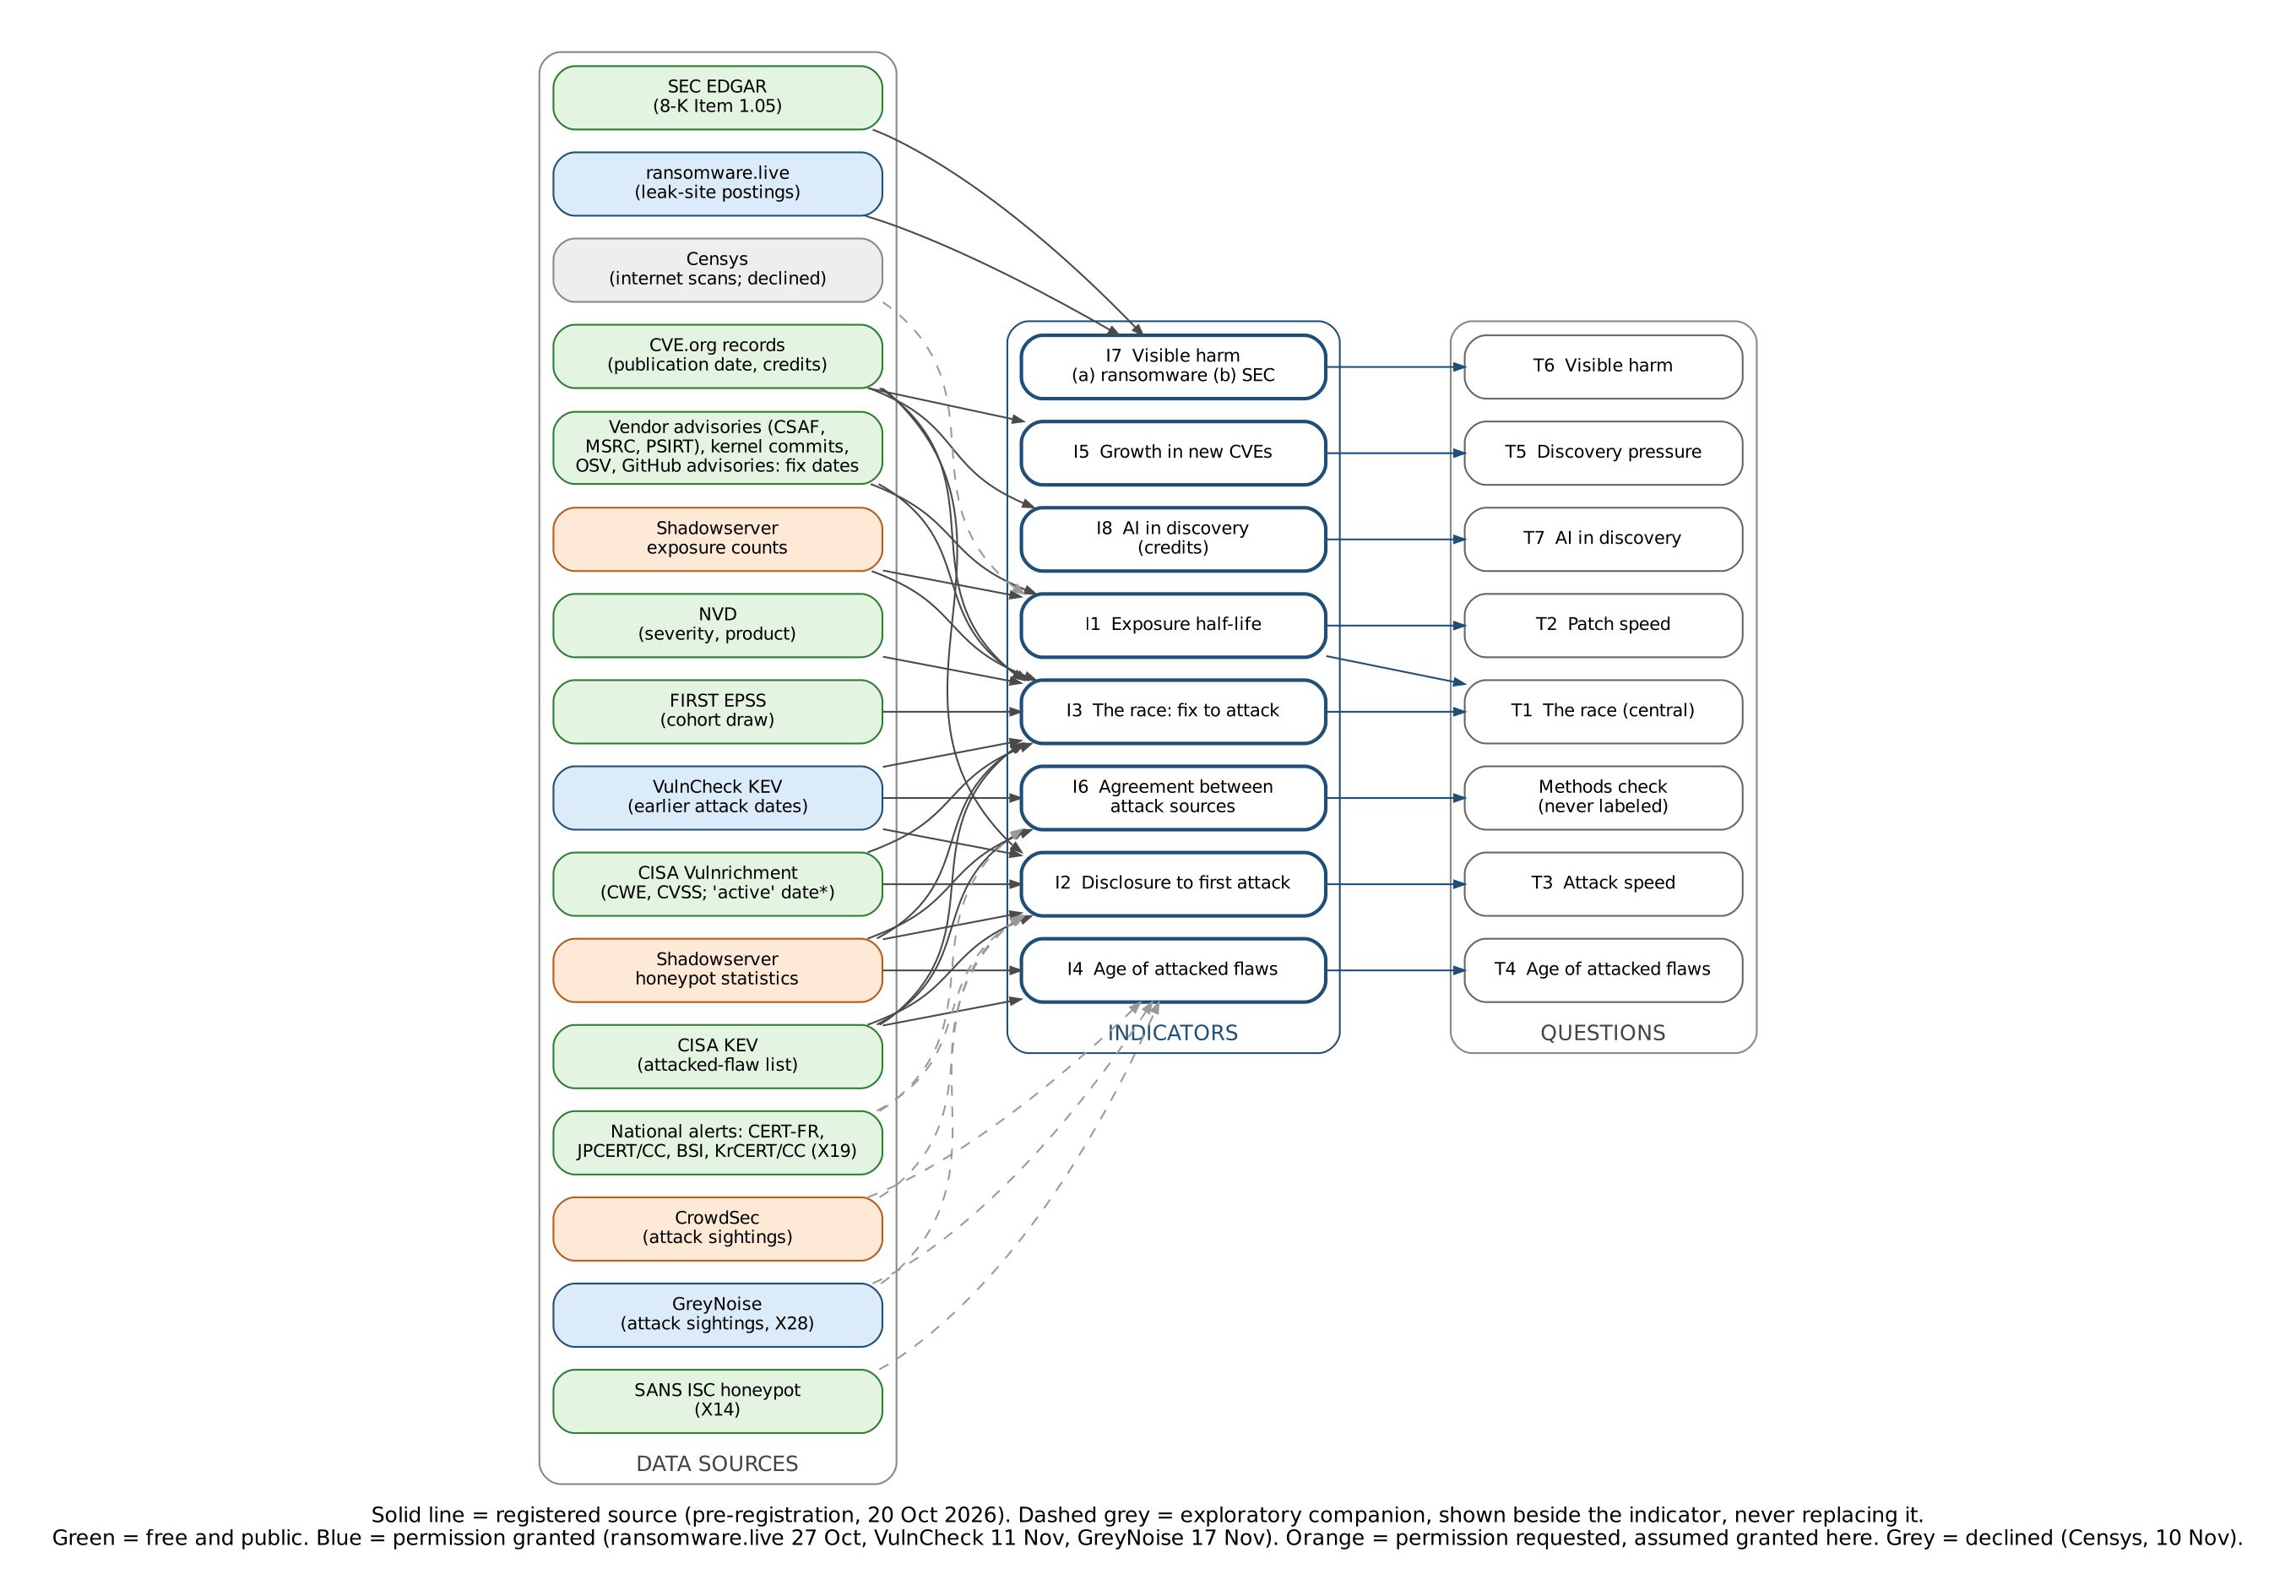 SEC EDGAR
(8-K Item 1.05)
ransomware.live
(leak-site postings)
Censys
(internet scans; declined)
CVE.org records
(publication date, credits)
Vendor advisories (CSAF,
MSRC, PSIRT), kernel commits,
OSV, GitHub advisories: fix dates
Shadowserver
exposure counts
NVD
(severity, product)
FIRST EPSS
(cohort draw)
VulnCheck KEV
(earlier attack dates)
CISA Vulnrichment
(CWE, CVSS; 'active' date*)
Shadowserver
honeypot statistics
CISA KEV
(attacked-flaw list)
National alerts: CERT-FR,
JPCERT/CC, BSI, KrCERT/CC (X19)
CrowdSec
(attack sightings)
GreyNoise
(attack sightings, X28)
SANS ISC honeypot
(X14)
DATA SOURCES
I7 Visible harm
(a) ransomware (b) SEC
I5 Growth in new CVEs
I8 AI in discovery
(credits)
I1 Exposure half-life
I3 The race: fix to attack
I6 Agreement between
attack sources
I2 Disclosure to first attack
I4 Age of attacked flaws
INDICATORS
T6 Visible harm
T5 Discovery pressure
T7 AI in discovery
T2 Patch speed
T1 The race (central)
Methods check
(never labeled)
T3 Attack speed
T4 Age of attacked flaws
QUESTIONS
Solid line = registered source (pre-registration, 20 Oct 2026). Dashed grey = exploratory companion, shown beside the indicator, never replacing it.
Green = free and public. Blue = permission granted (ransomware.live 27 Oct, VulnCheck 11 Nov, GreyNoise 17 Nov). Orange = permission requested, assumed granted here. Grey = declined (Censys, 10 Nov).